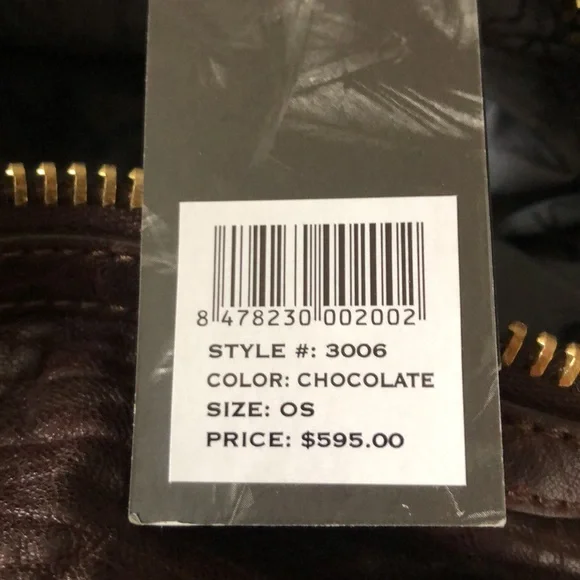 8 478230 002002
STYLE #: 3006
COLOR: CHOCOLATE
SIZE: OS
PRICE: $595.00